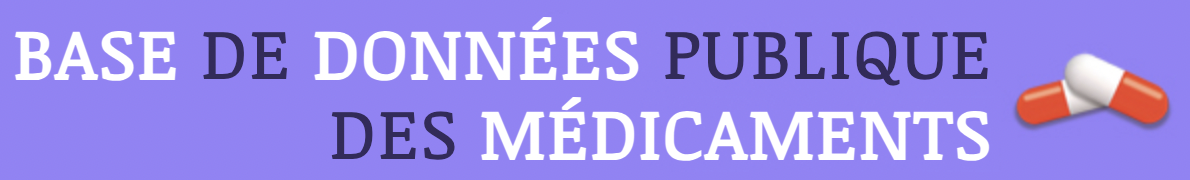 BASE DE DONNÉES PUBLIQUE
DES MÉDICAMENTS